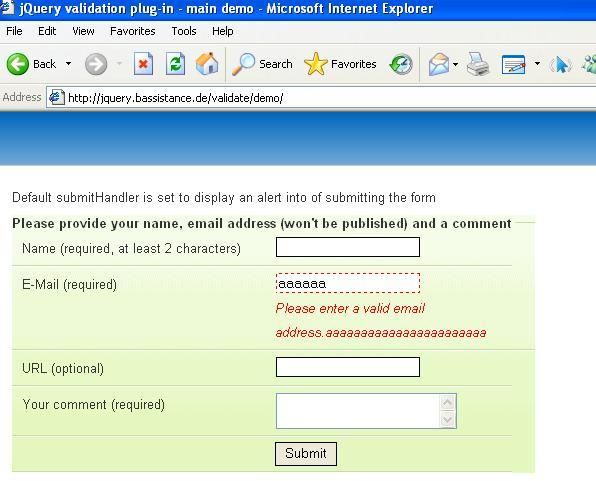 jQuery validation plug-in - main demo - Microsoft Internet Explorer
File Edit View Favorites Tools Help
Back Search Favorites
Address http://jquery.bassistance.de/validate/demo/
Default submitHandler is set to display an alert into of submitting the form
Please provide your name, email address (won't be published) and a comment
Name (required, at least 2 characters)
E-Mail (required) aaaaaa
Please enter a valid email
address.aaaaaaaaaaaaaaaaaaaaaaa
URL (optional)
Your comment (required)
Submit